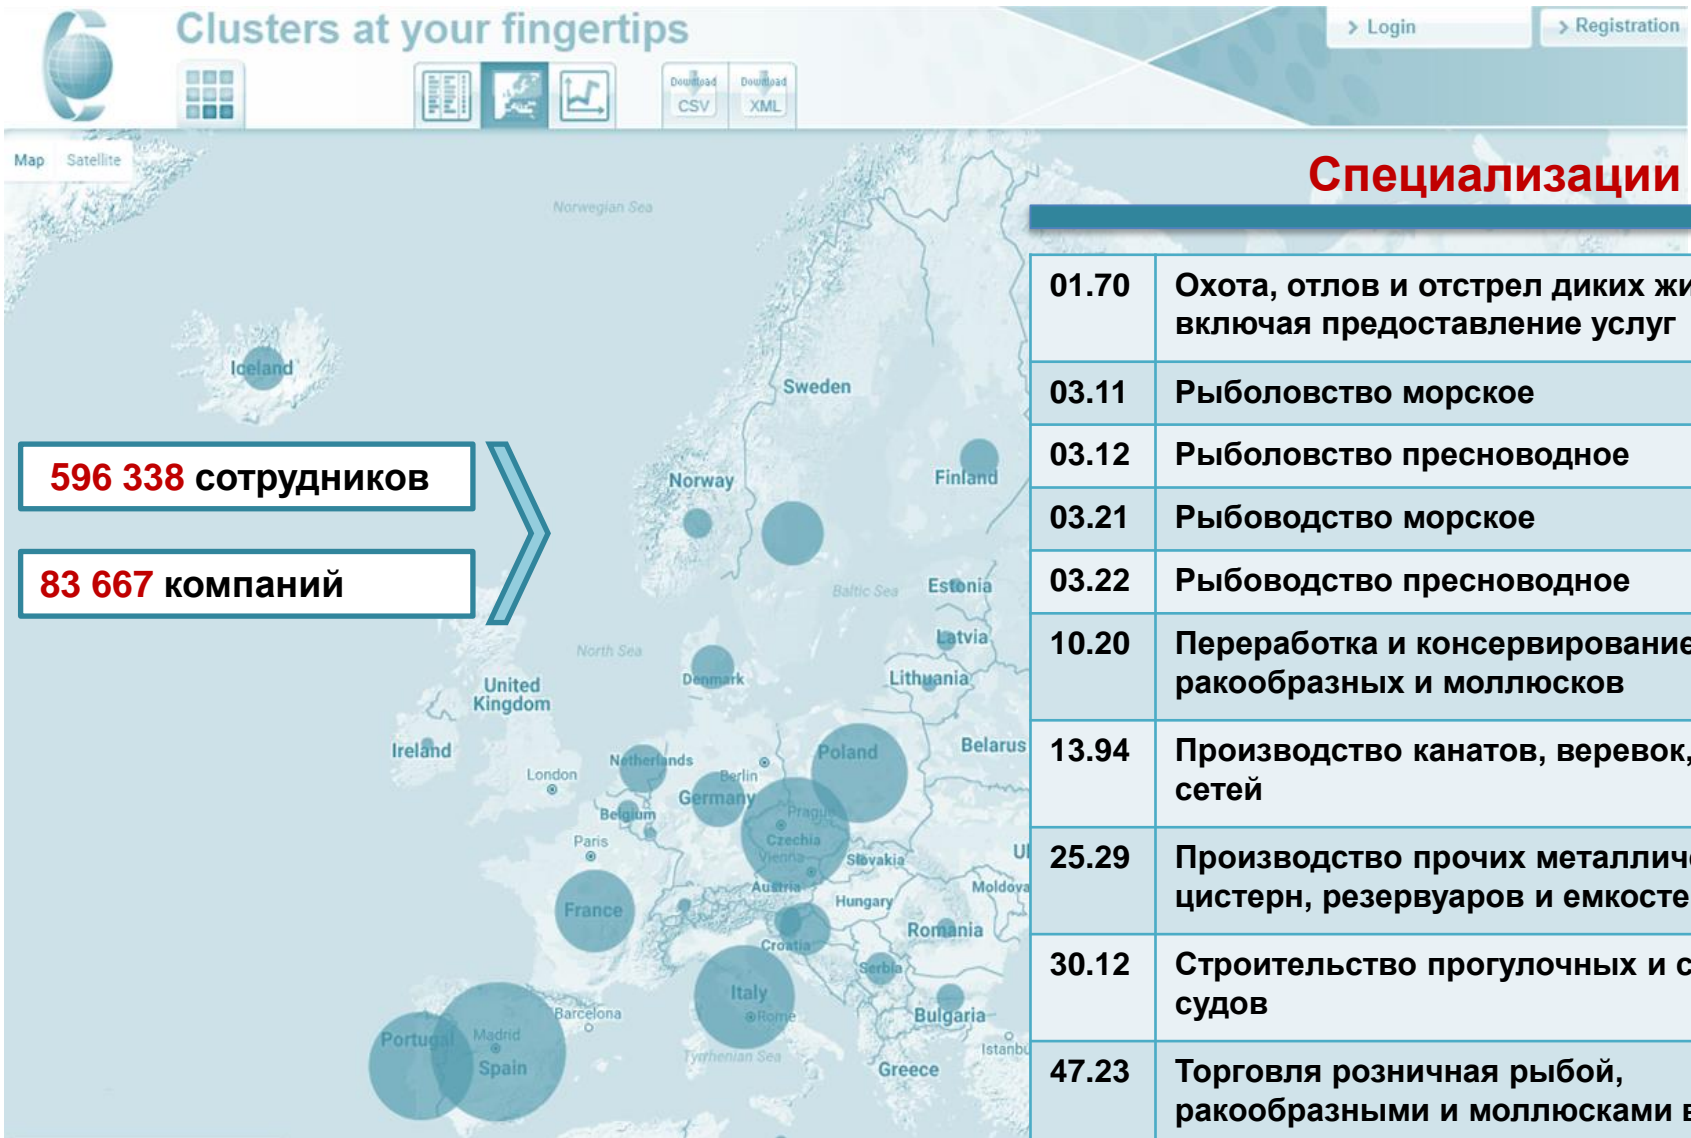 Clusters at your fingertips
> Login
> Registration
Download CSV
Download XML
Map Satellite
Norwegian Sea
Iceland
Sweden
Norway
Finland
Baltic Sea
Estonia
Latvia
Lithuania
North Sea
Denmark
United
Kingdom
Ireland
London
Netherlands
Berlin
Poland
Belarus
Germany
Belgium
Prague
Paris
Czechia
Vienna
Slovakia
Austria
Hungary
Moldova
France
Romania
Croatia
Serbia
Italy
Rome
Barcelona
Bulgaria
Portugal
Madrid
Spain
Tyrrhenian Sea
Greece
596 338 сотрудников
83 667 компаний
Специализации
01.70 Охота, отлов и отстрел диких
включая предоставление услуг
03.11 Рыболовство морское
03.12 Рыболовство пресноводное
03.21 Рыбоводство морское
03.22 Рыбоводство пресноводное
10.20 Переработка и консервирование
ракообразных и моллюсков
13.94 Производство канатов, веревок,
сетей
25.29 Производство прочих
цистерн, резервуаров и
30.12 Строительство прогулочных и
судов
47.23 Торговля розничная рыбой,
ракообразными и моллюсками в